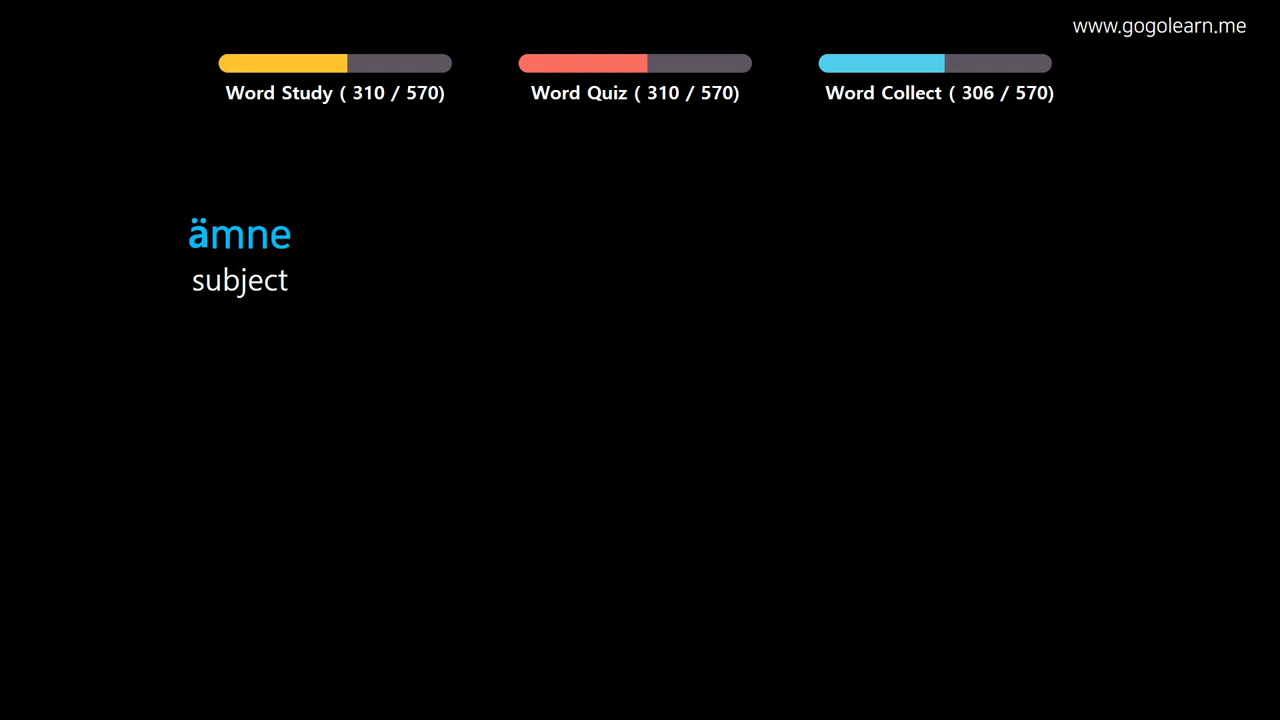 www.gogolearn.me
Word Study ( 310 / 570)
Word Quiz ( 310 / 570)
Word Collect ( 306 / 570)
ämne
subject